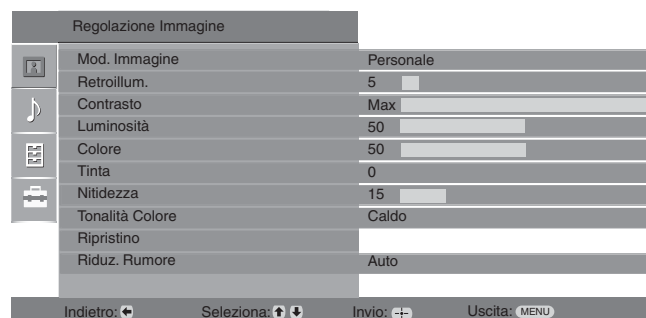 Regolazione Immagine
Mod. Immagine Personale
Retroillum. 5
Contrasto Max
Luminosità 50
Colore 50
Tinta 0
Nitidezza 15
Tonalità Colore Caldo
Ripristino
Riduz. Rumore Auto
Indietro: Seleziona: Invio: Uscita: MENU